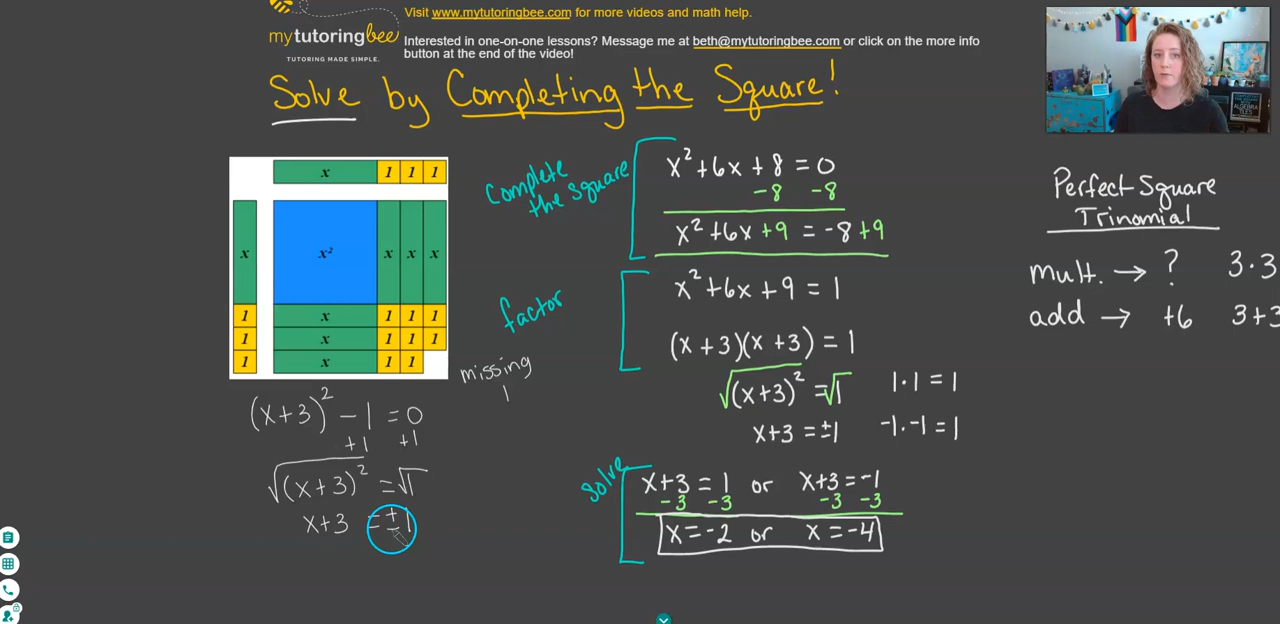 Visit www.mytutoringbee.com for more videos and math help.
mytutoringbee
TUTORING MADE SIMPLE.
Interested in one-on-one lessons? Message me at beth@mytutoringbee.com or click on the more info
button at the end of the video!
Solve by Completing the Square!
x 1 1 1
x x² x x x
1 x 1 1 1
1 x 1 1 1
1 x 1 1
missing
1
(x+3)² - 1 = 0
+1 +1
√(x+3)² = √1
x+3 = ±1
Complete
the Square
x² + 6x + 8 = 0
-8 -8
x² + 6x + 9 = -8 + 9
factor
x² + 6x + 9 = 1
(x + 3)(x + 3) = 1
√(x+3)² = √1
1 · 1 = 1
x+3 = ±1
-1 · -1 = 1
Solve
x+3 = 1 or x+3 = -1
-3 -3 -3 -3
x = -2 or x = -4
Perfect Square
Trinomial
mult. → ? 3 · 3
add → +6 3 + 3